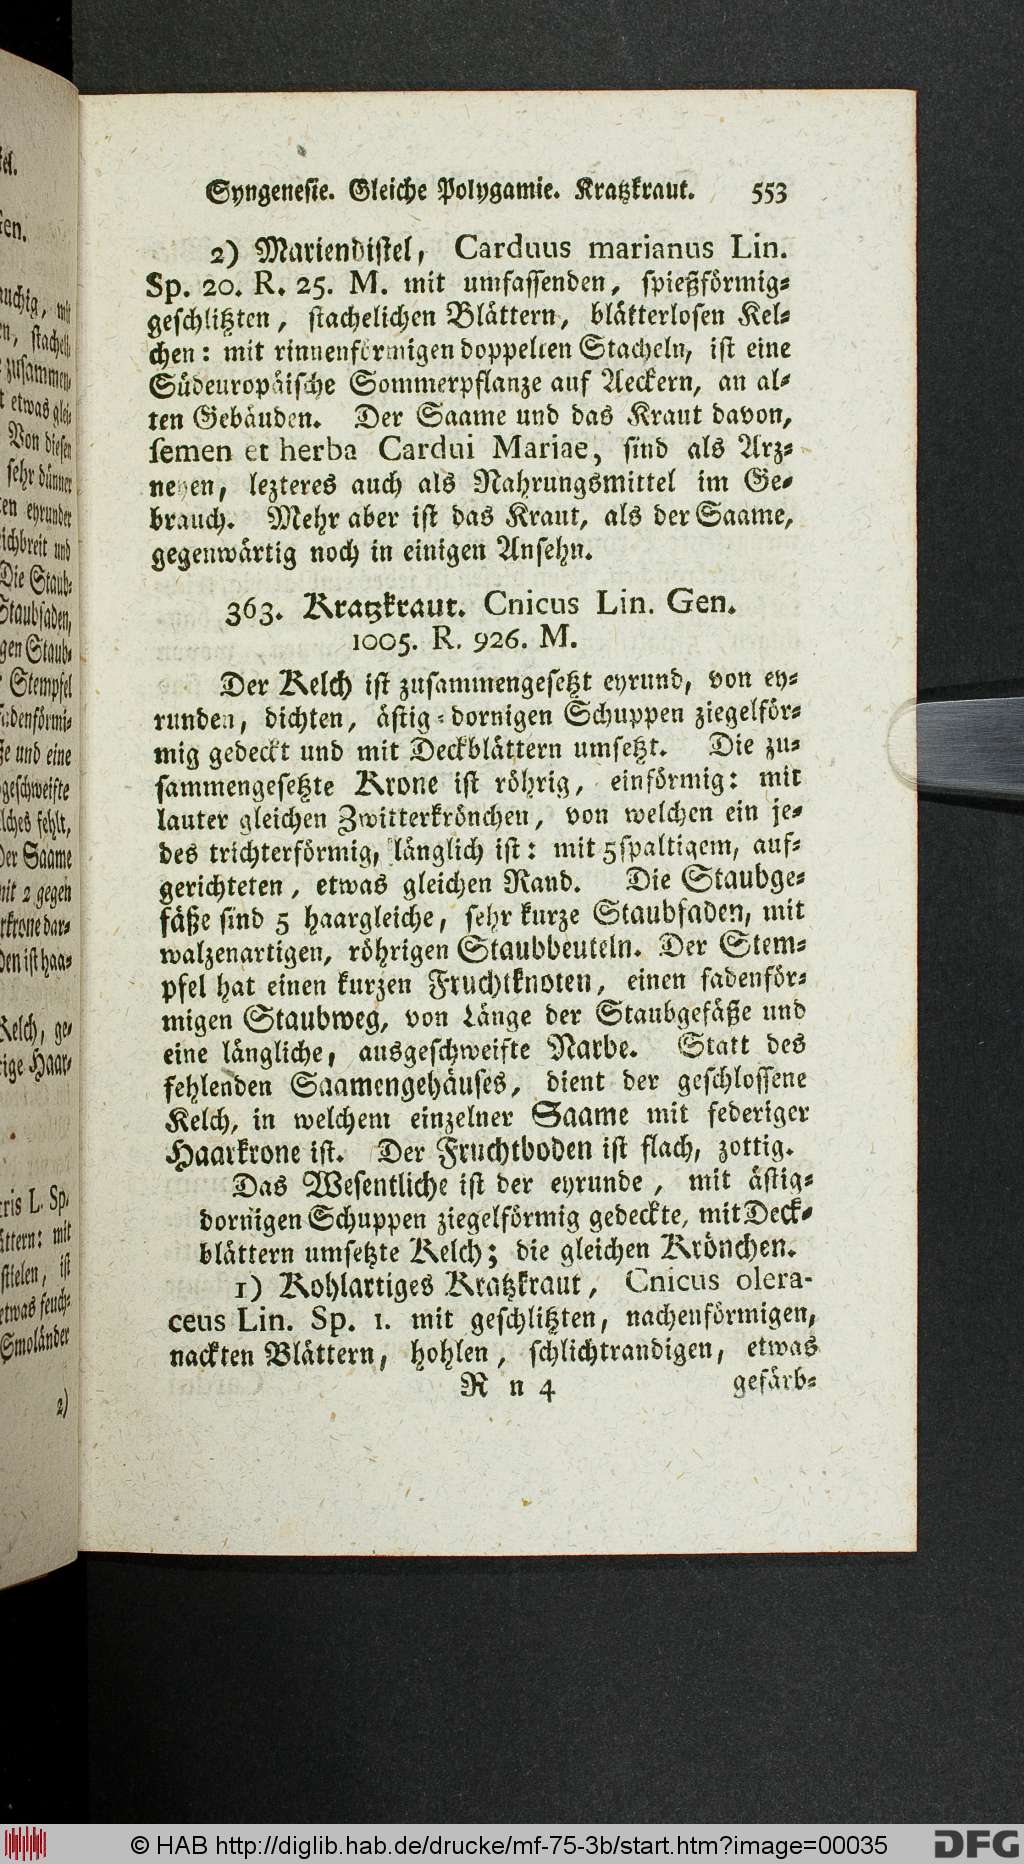 Syngenesie. Gleiche Polygamie. Kratzkraut. 553
2) Mariendistel, Carduus marianus Lin.
Sp. 20. R. 25. M. mit umfassenden, spießförmig-
geschlitzten, stachelichen Blättern, blätterlosen Kel-
chen: mit rinnenförmigen doppelten Stacheln, ist eine
Südeuropäische Sommerpflanze auf Aeckern, an al-
ten Gebäuden. Der Saame und das Kraut davon,
semen et herba Cardui Mariae, sind als Arz-
neyen, lezteres auch als Nahrungsmittel im Ge-
brauch. Mehr aber ist das Kraut, als der Saame,
gegenwärtig noch in einigen Ansehn.
363. Kratzkraut. Cnicus Lin. Gen.
1005. R. 926. M.
Der Kelch ist zusammengesetzt eyrund, von ey-
runden, dichten, ästig-dornigen Schuppen ziegelför-
mig gedeckt und mit Deckblättern umsetzt. Die zu-
sammengesetzte Krone ist röhrig, einförmig: mit
lauter gleichen Zwitterkrönchen, von welchen ein je-
des trichterförmig, länglich ist: mit 5spaltigem, auf-
gerichteten, etwas gleichen Rand. Die Staubge-
fäße sind 5 haargleiche, sehr kurze Staubfaden, mit
walzenartigen, röhrigen Staubbeuteln. Der Stem-
pfel hat einen kurzen Fruchtknoten, einen fadenför-
migen Staubweg, von Länge der Staubgefäße und
eine längliche, ausgeschweifte Narbe. Statt des
fehlenden Saamengehäuses, dient der geschlossene
Kelch, in welchem einzelner Saame mit federiger
Haarkrone ist. Der Fruchtboden ist flach, zottig.
Das Wesentliche ist der eyrunde, mit ästig-
dornigen Schuppen ziegelförmig gedeckte, mit Deck-
blättern umsetzte Kelch; die gleichen Krönchen.
1) Kohlartiges Kratzkraut, Cnicus olera-
ceus Lin. Sp. 1. mit geschlitzten, nachenförmigen,
nackten Blättern, hohlen, schlichtrandigen, etwas
N n 4 gefärb-
© HAB http://diglib.hab.de/drucke/mf-75-3b/start.htm?image=00035
DFG